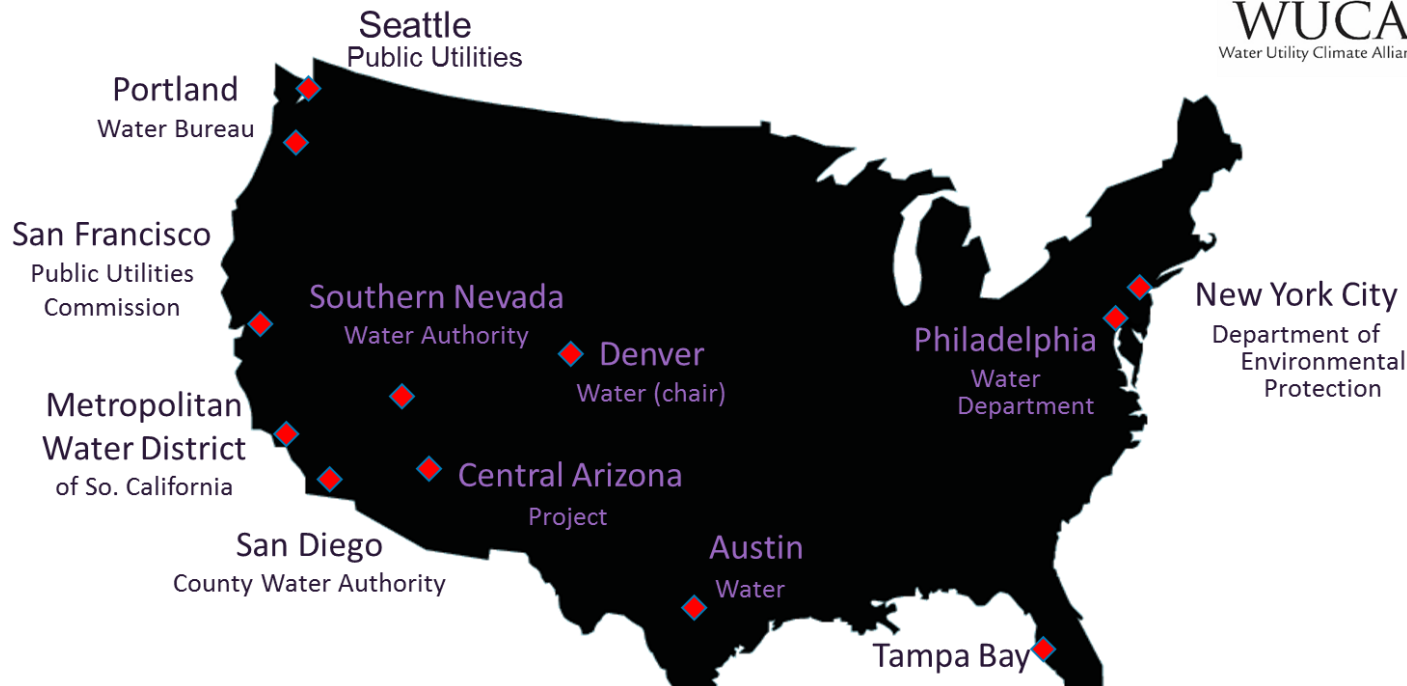 WUCA
Water Utility Climate Allian
Seattle
Public Utilities
Portland
Water Bureau
San Francisco
Public Utilities
Commission
Southern Nevada
Water Authority
Denver
Water (chair)
Philadelphia
Water
Department
New York City
Department of
Environmental
Protection
Metropolitan
Water District
of So. California
Central Arizona
Project
San Diego
County Water Authority
Austin
Water
Tampa Bay